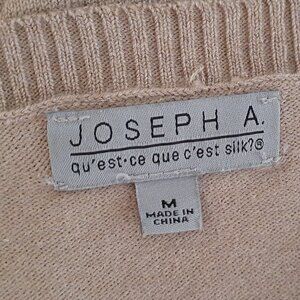 JOSEPH A.
qu'est·ce que c'est silk?®
M
MADE IN
CHINA